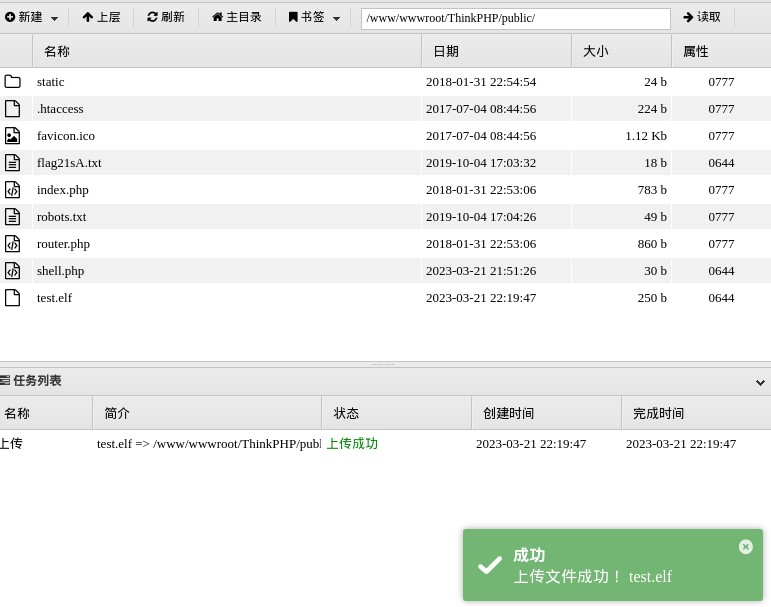 新建 上层 刷新 主目录 书签 /www/wwwroot/ThinkPHP/public/ 读取
名称 日期 大小 属性
static 2018-01-31 22:54:54 24 b 0777
.htaccess 2017-07-04 08:44:56 224 b 0777
favicon.ico 2017-07-04 08:44:56 1.12 Kb 0777
flag21sA.txt 2019-10-04 17:03:32 18 b 0644
index.php 2018-01-31 22:53:06 783 b 0777
robots.txt 2019-10-04 17:04:26 49 b 0777
router.php 2018-01-31 22:53:06 860 b 0777
shell.php 2023-03-21 21:51:26 30 b 0644
test.elf 2023-03-21 22:19:47 250 b 0644
任务列表
名称 简介 状态 创建时间 完成时间
上传 test.elf => /www/wwwroot/ThinkPHP/publ 上传成功 2023-03-21 22:19:47 2023-03-21 22:19:47
成功
上传文件成功！ test.elf